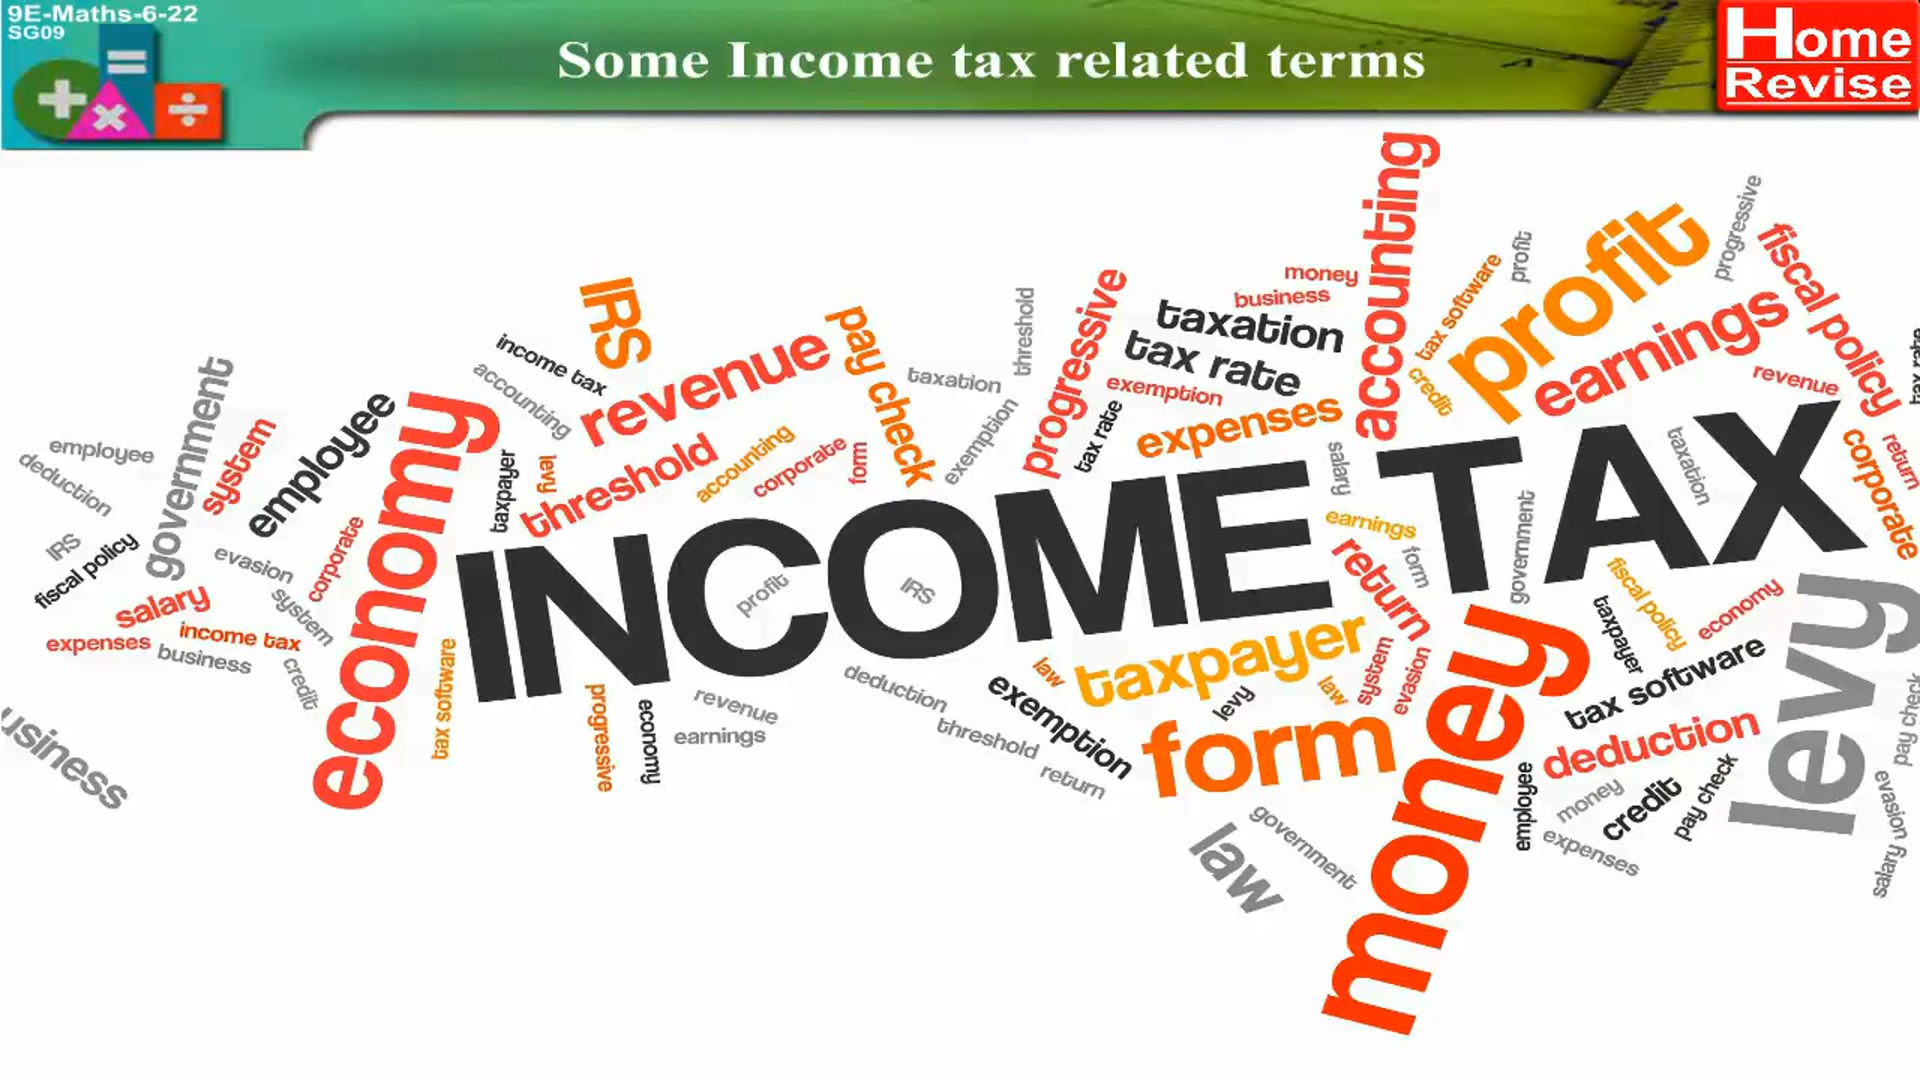 9E-Maths-6-22
SG09
Some Income tax related terms
Home
Revise
accounting
money
business
taxation
tax rate
exemption
expenses
progressive
threshold
taxation
exemption
tax rate
tax software
profit
credit
profit
progressive
fiscal policy
earnings
revenue
tax rate
return
corporate
IRS
income tax
accounting
revenue
pay check
threshold
accounting
corporate
form
levy
taxpayer
government
system
employee
economy
employee
deduction
IRS
fiscal policy
evasion
corporate
system
salary
expenses
income tax
business
credit
tax software
usiness
INCOME TAX
profit
IRS
salary
earnings
form
return
government
taxation
fiscal policy
taxpayer
economy
tax software
levy
progressive
economy
revenue
earnings
deduction
threshold
return
exemption
law
taxpayer
levy
law
system
evasion
form
money
deduction
employee
money
credit
pay check
expenses
pay check
evasion
salary
government
law